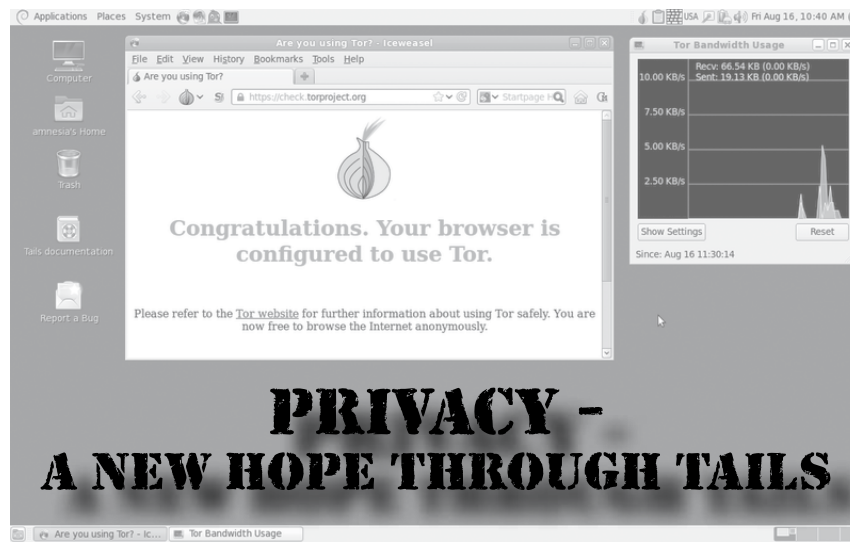 Applications Places System
USA
Fri Aug 16, 10:40 AM
Computer
amnesia's Home
Trash
Tails documentation
Report a Bug
Are you using Tor? - Iceweasel
File Edit View History Bookmarks Tools Help
Are you using Tor?
https://check.torproject.org
Startpage H
Congratulations. Your browser is
configured to use Tor.
Please refer to the Tor website for further information about using Tor safely. You are
now free to browse the Internet anonymously.
Tor Bandwidth Usage
Recv: 66.54 KB (0.00 KB/s)
Sent: 19.13 KB (0.00 KB/s)
10.00 KB/s
7.50 KB/s
5.00 KB/s
2.50 KB/s
Show Settings
Reset
Since: Aug 16 11:30:14
PRIVACY –
A NEW HOPE THROUGH TAILS
Are you using Tor? - Ic...
Tor Bandwidth Usage